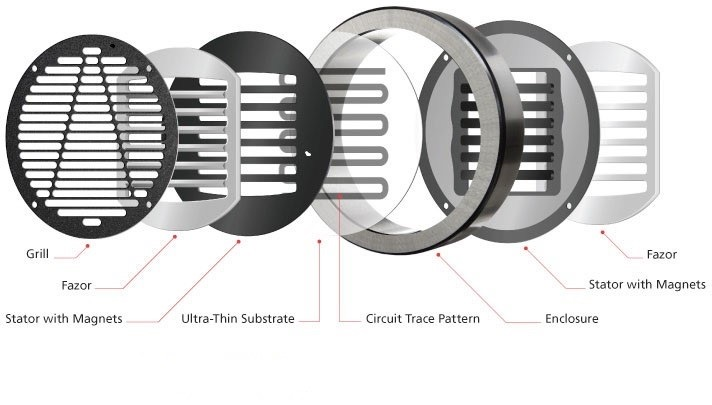 Grill
Fazor
Fazor
Stator with Magnets
Stator with Magnets
Ultra-Thin Substrate
Circuit Trace Pattern
Enclosure